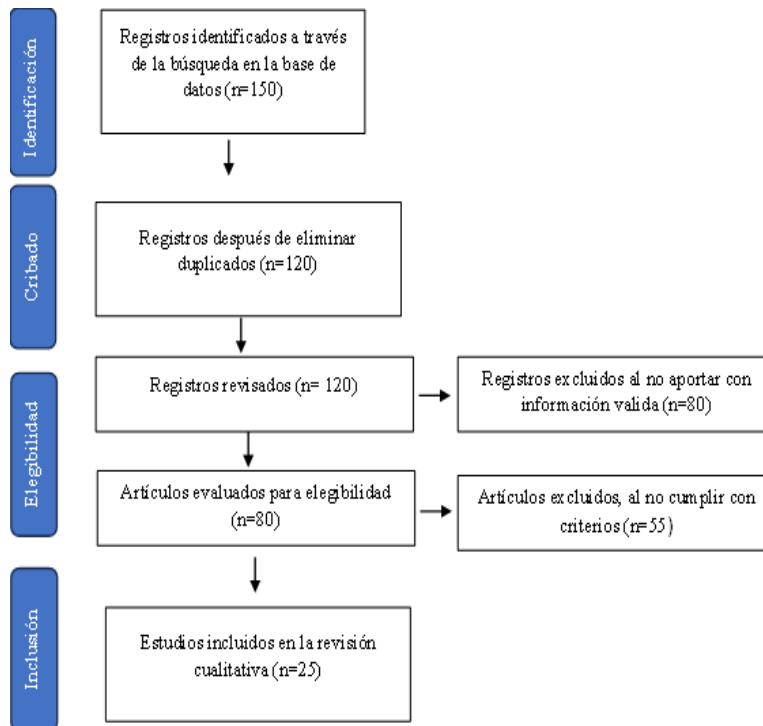 Identificación
Registros identificados a través
de la búsqueda en la base de
datos (n=150)
Cribado
Registros después de eliminar
duplicados (n=120)
Elegibilidad
Registros revisados (n= 120)
Registros excluidos al no aportar con
información valida (n=80)
Artículos evaluados para elegibilidad
(n=80)
Artículos excluidos, al no cumplir con
criterios (n=55)
Inclusión
Estudios incluidos en la revisión
cualitativa (n=25)